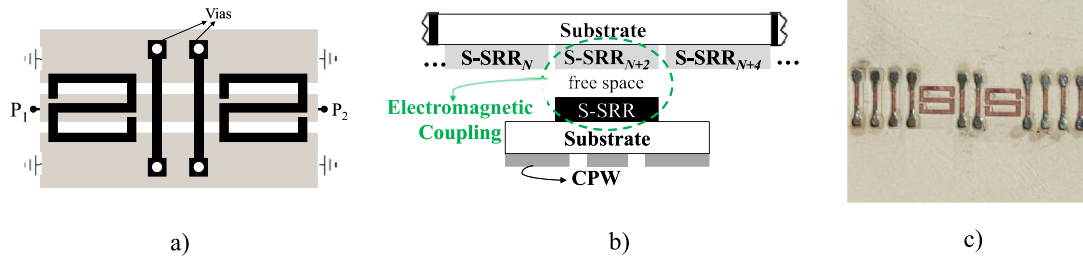 Vias
P1
P2
a)
Substrate
... S-SRRN S-SRRN+2 S-SRRN+4 ...
free space
Electromagnetic
Coupling
S-SRR
Substrate
CPW
b)
c)